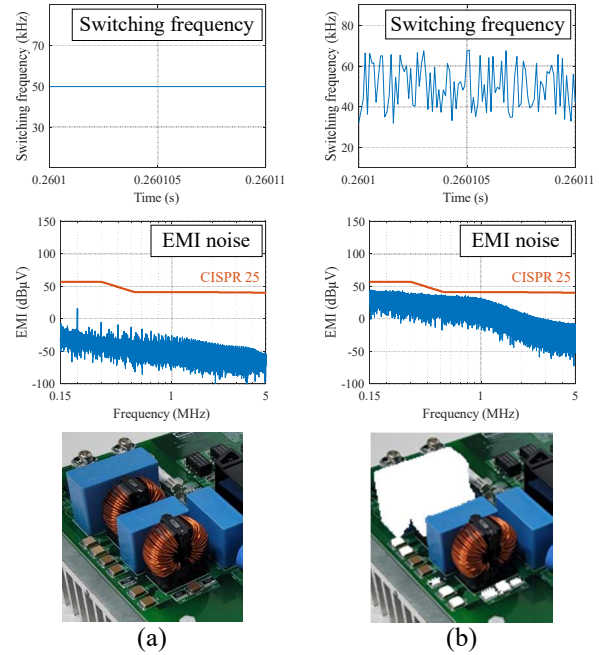 Switching frequency
Switching frequency (kHz)
70
50
30
0.2601
0.260105
0.26011
Time (s)
Switching frequency
Switching frequency (kHz)
80
60
40
20
0.2601
0.260105
0.26011
Time (s)
EMI noise
CISPR 25
EMI (dBµV)
150
100
50
0
-50
-100
0.15
1
5
Frequency (MHz)
EMI noise
CISPR 25
EMI (dBµV)
150
100
50
0
-50
-100
0.15
1
5
Frequency (MHz)
(a)
(b)